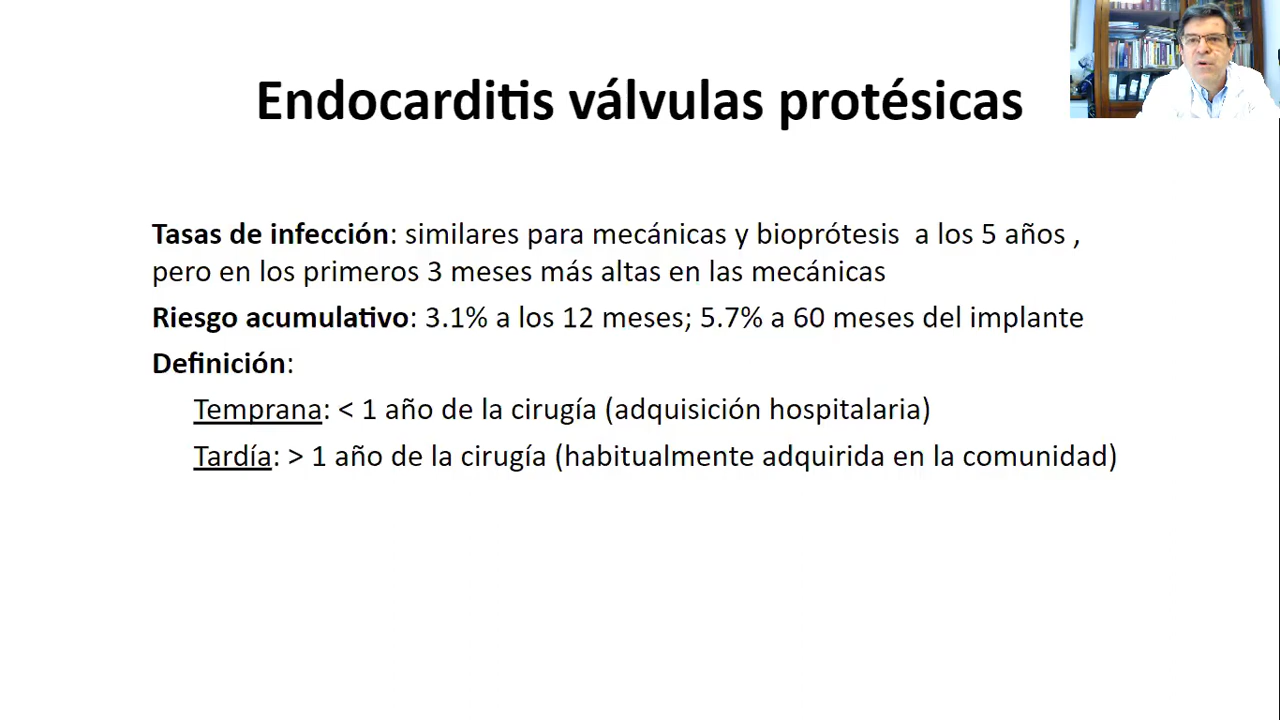 Endocarditis válvulas protésicas
Tasas de infección: similares para mecánicas y bioprótesis a los 5 años ,
pero en los primeros 3 meses más altas en las mecánicas
Riesgo acumulativo: 3.1% a los 12 meses; 5.7% a 60 meses del implante
Definición:
Temprana: < 1 año de la cirugía (adquisición hospitalaria)
Tardía: > 1 año de la cirugía (habitualmente adquirida en la comunidad)